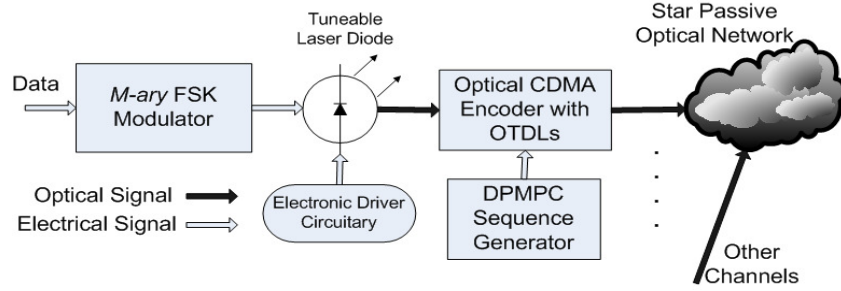 Data
M-ary FSK
Modulator
Tuneable
Laser Diode
Optical CDMA
Encoder with
OTDLs
Star Passive
Optical Network
Optical Signal
Electrical Signal
Electronic Driver
Circuitary
DPMPC
Sequence
Generator
Other
Channels